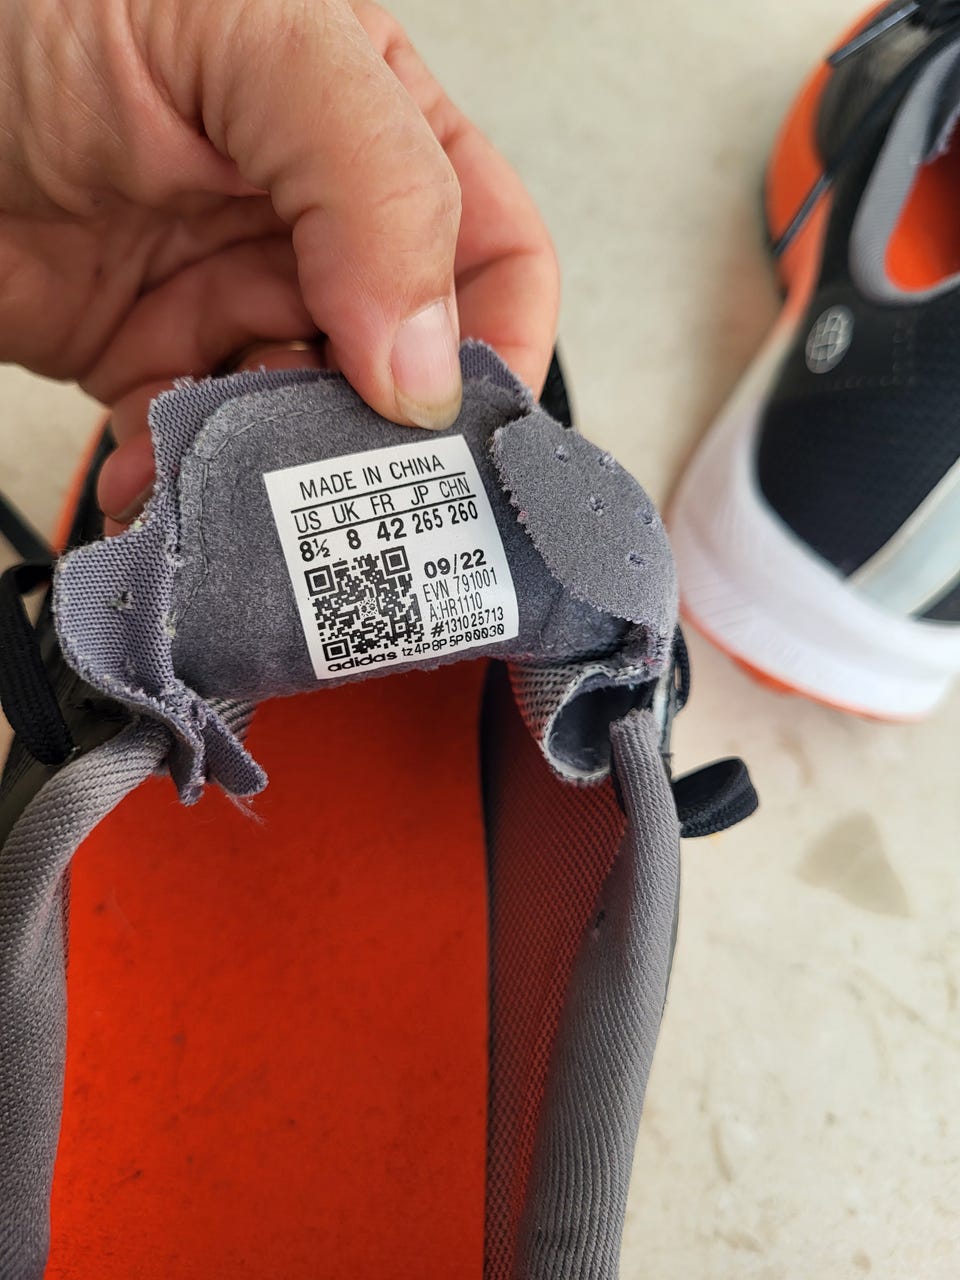 MADE IN CHINA
US UK FR JP CHN
8½ 8 42 265 260
09/22
EVN 791001
A:HR1110
#131025713
adidas tz4P8P5P00030